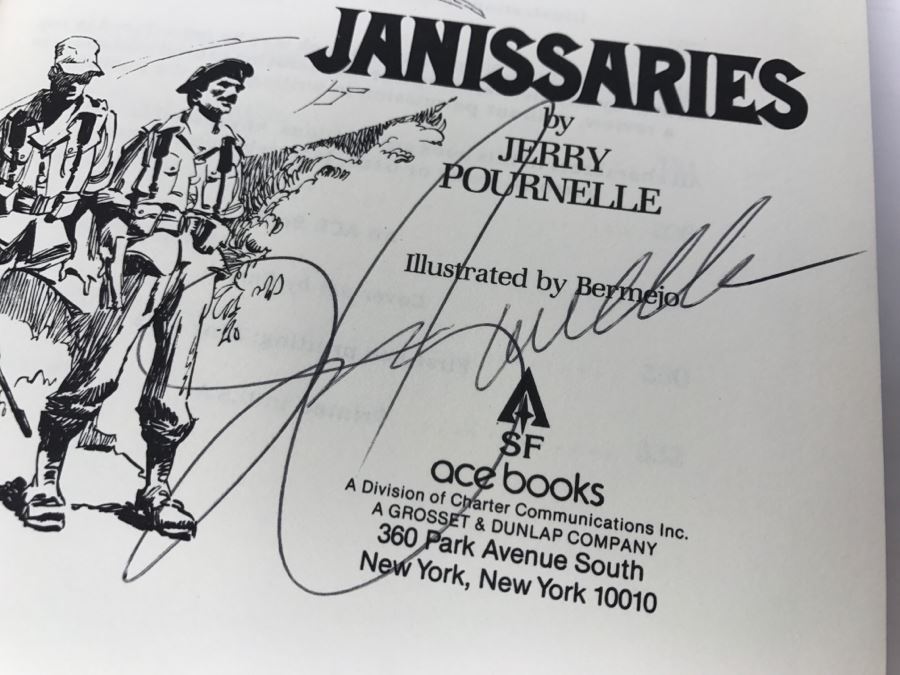 JANISSARIES
by
JERRY
POURNELLE
Illustrated by Bermejo
J Pournelle
SF
ace books
A Division of Charter Communications Inc.
A GROSSET & DUNLAP COMPANY
360 Park Avenue South
New York, New York 10010